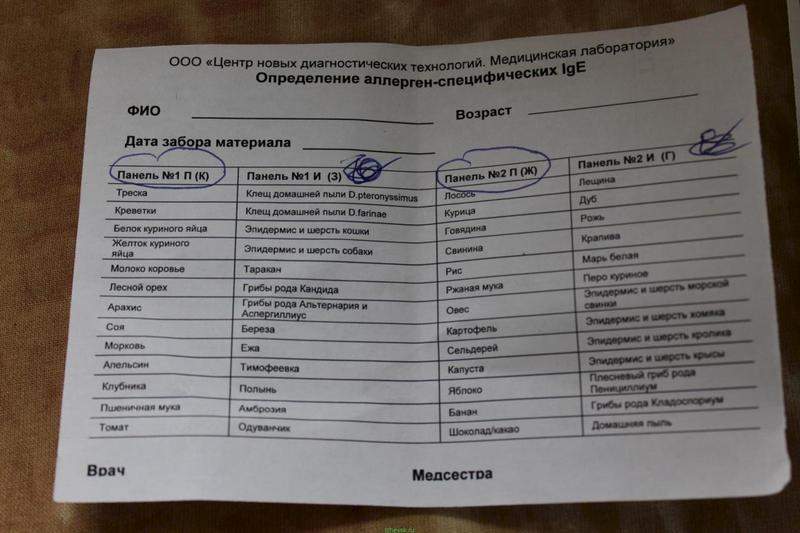 ООО «Центр новых диагностических технологий. Медицинская лаборатория»
Определение аллерген-специфических IgE
ФИО Возраст
Дата забора материала
Панель №1 П (К) Панель №1 И (З) Панель №2 П (Ж) Панель №2 И (Г)
Треска Клещ домашней пыли D.pteronyssimus Лосось Лещина
Креветки Клещ домашней пыли D.farinae Курица Дуб
Белок куриного яйца Эпидермис и шерсть кошки Говядина Рожь
Желток куриного яйца Эпидермис и шерсть собаки Свинина Крапива
Молоко коровье Таракан Рис Марь белая
Лесной орех Грибы рода Кандида Ржаная мука Перо куриное
Арахис Грибы рода Альтернария и Аспергиллиус Овес Эпидермис и шерсть морской свинки
Соя Береза Картофель Эпидермис и шерсть хомяка
Морковь Ежа Сельдерей Эпидермис и шерсть кролика
Апельсин Тимофеевка Капуста Эпидермис и шерсть крысы
Клубника Полынь Яблоко Плесневый гриб рода Пенициллиум
Пшеничная мука Амброзия Банан Грибы рода Кладоспориум
Томат Одуванчик Шоколад/какао Домашняя пыль
Врач Медсестра